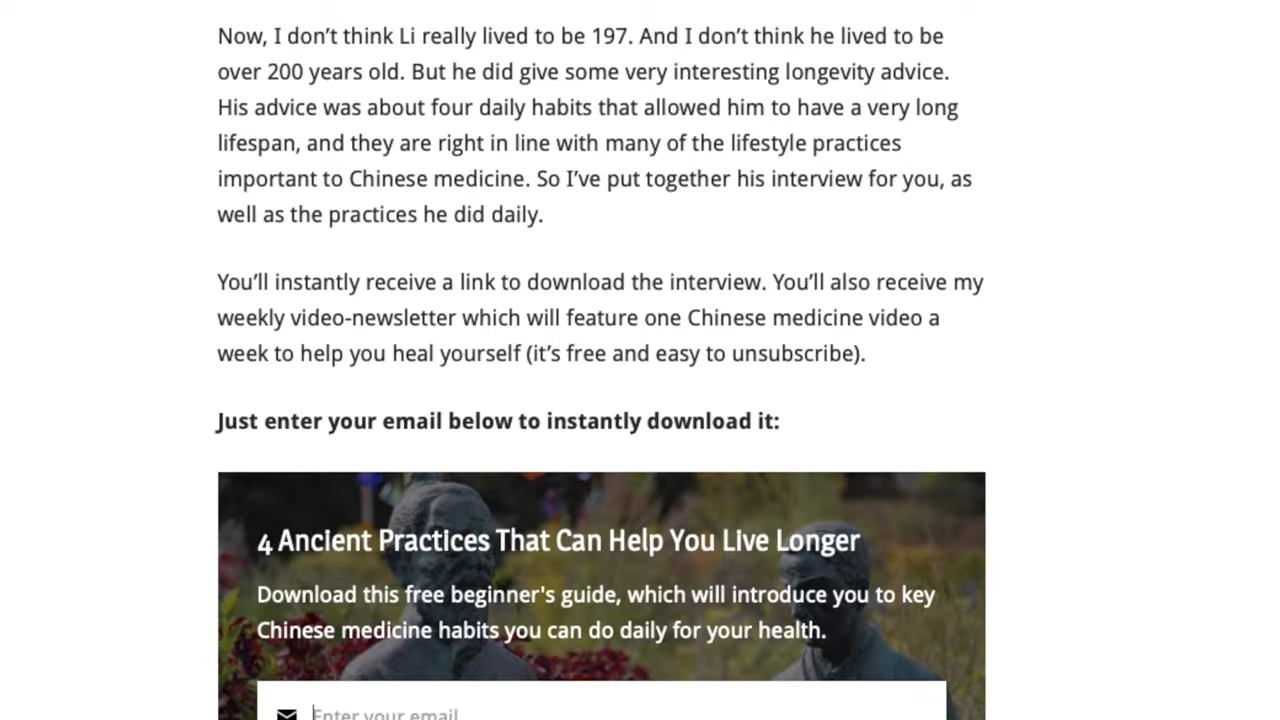 Now, I don’t think Li really lived to be 197. And I don’t think he lived to be
over 200 years old. But he did give some very interesting longevity advice.
His advice was about four daily habits that allowed him to have a very long
lifespan, and they are right in line with many of the lifestyle practices
important to Chinese medicine. So I’ve put together his interview for you, as
well as the practices he did daily.
You’ll instantly receive a link to download the interview. You’ll also receive my
weekly video-newsletter which will feature one Chinese medicine video a
week to help you heal yourself (it’s free and easy to unsubscribe).
Just enter your email below to instantly download it:
4 Ancient Practices That Can Help You Live Longer
Download this free beginner's guide, which will introduce you to key
Chinese medicine habits you can do daily for your health.
Enter your email